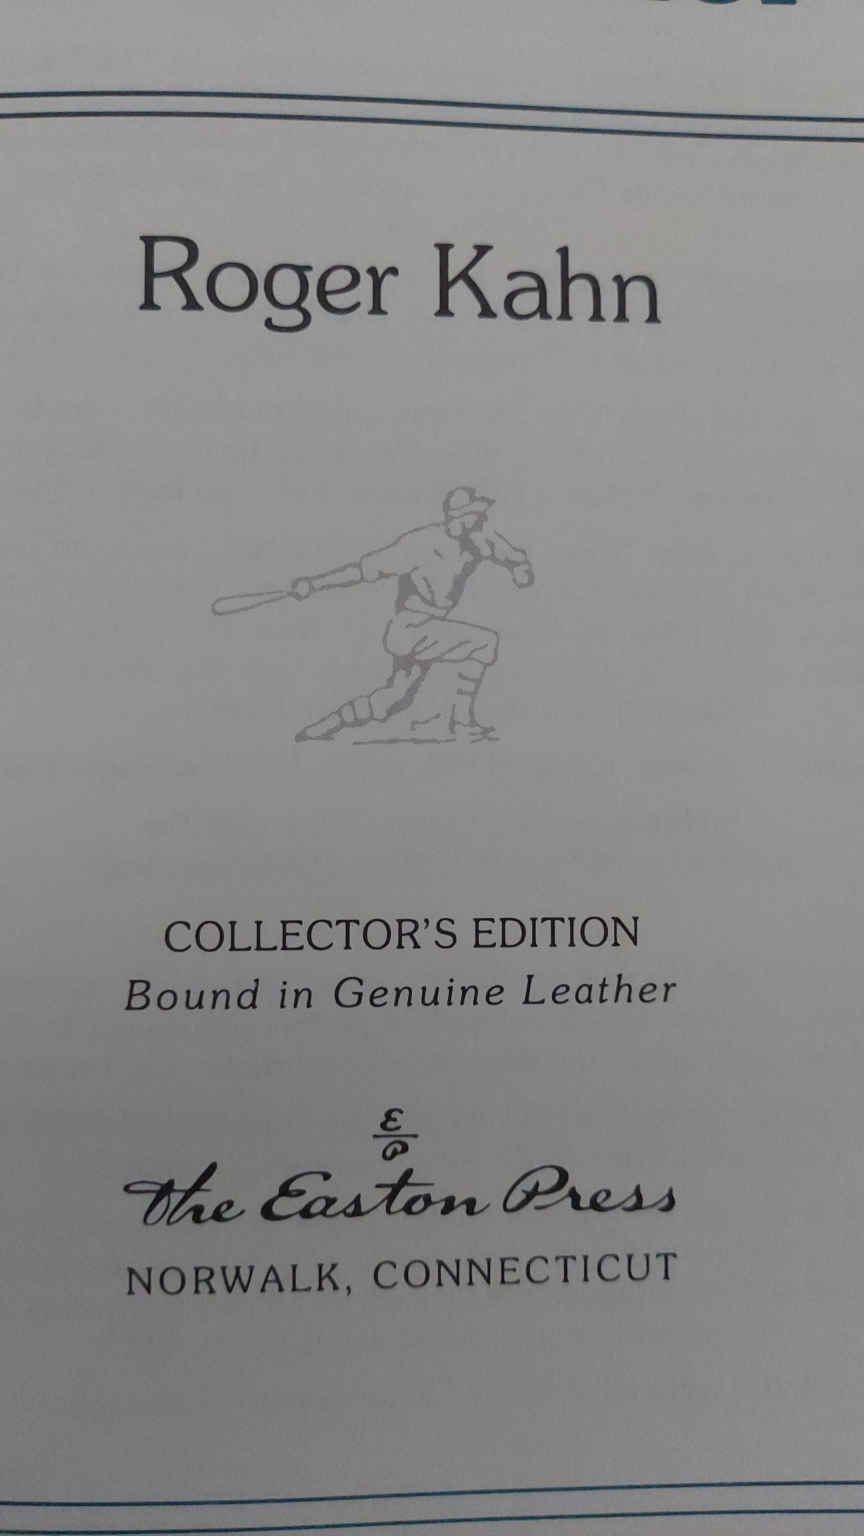 Roger Kahn
COLLECTOR'S EDITION
Bound in Genuine Leather
E
P
The Easton Press
NORWALK, CONNECTICUT